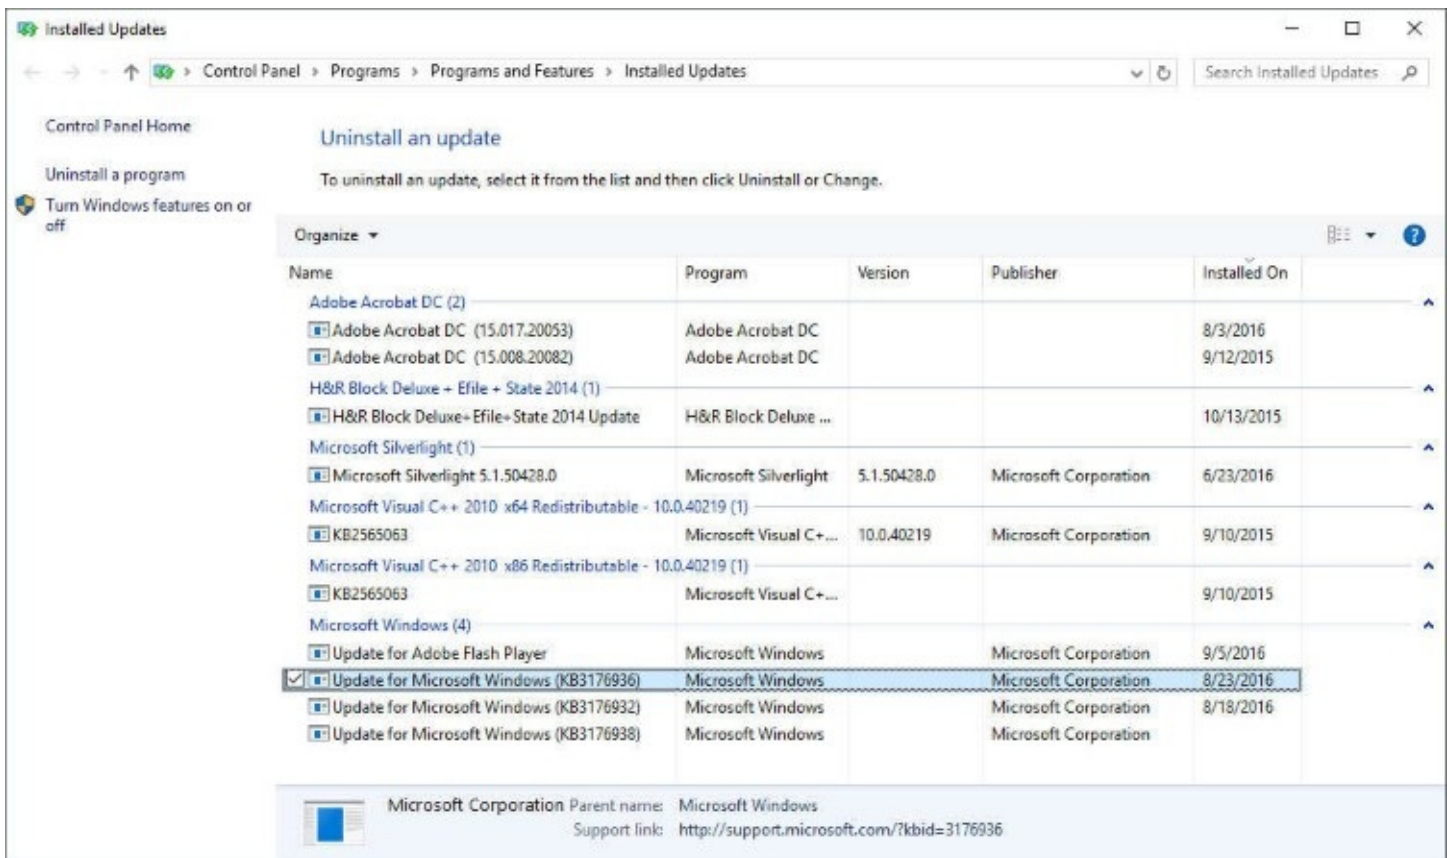 Installed Updates
Control Panel > Programs > Programs and Features > Installed Updates
Search Installed Updates
Control Panel Home
Uninstall a program
Turn Windows features on or
off
Uninstall an update
To uninstall an update, select it from the list and then click Uninstall or Change.
Organize
Name Program Version Publisher Installed On
Adobe Acrobat DC (2)
Adobe Acrobat DC (15.017.20053) Adobe Acrobat DC 8/3/2016
Adobe Acrobat DC (15.008.20082) Adobe Acrobat DC 9/12/2015
H&R Block Deluxe + Efile + State 2014 (1)
H&R Block Deluxe+Efile+State 2014 Update H&R Block Deluxe ... 10/13/2015
Microsoft Silverlight (1)
Microsoft Silverlight 5.1.50428.0 Microsoft Silverlight 5.1.50428.0 Microsoft Corporation 6/23/2016
Microsoft Visual C++ 2010 x64 Redistributable - 10.0.40219 (1)
KB2565063 Microsoft Visual C+... 10.0.40219 Microsoft Corporation 9/10/2015
Microsoft Visual C++ 2010 x86 Redistributable - 10.0.40219 (1)
KB2565063 Microsoft Visual C+... 9/10/2015
Microsoft Windows (4)
Update for Adobe Flash Player Microsoft Windows Microsoft Corporation 9/5/2016
Update for Microsoft Windows (KB3176936) Microsoft Windows Microsoft Corporation 8/23/2016
Update for Microsoft Windows (KB3176932) Microsoft Windows Microsoft Corporation 8/18/2016
Update for Microsoft Windows (KB3176938) Microsoft Windows Microsoft Corporation
Microsoft Corporation Parent name: Microsoft Windows
Support link: http://support.microsoft.com/?kbid=3176936